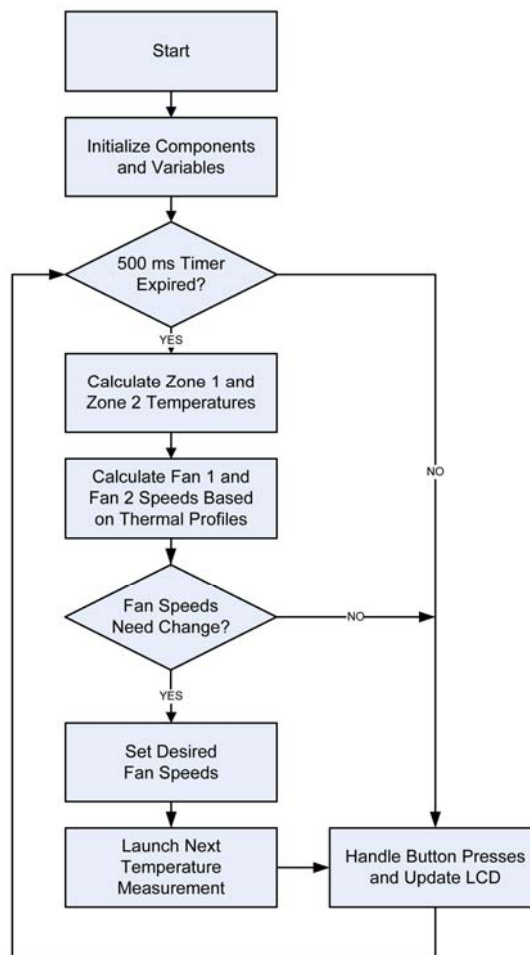 Start
Initialize Components
and Variables
500 ms Timer
Expired?
YES
Calculate Zone 1 and
Zone 2 Temperatures
Calculate Fan 1 and
Fan 2 Speeds Based
on Thermal Profiles
NO
Fan Speeds
Need Change?
NO
YES
Set Desired
Fan Speeds
Launch Next
Temperature
Measurement
Handle Button Presses
and Update LCD